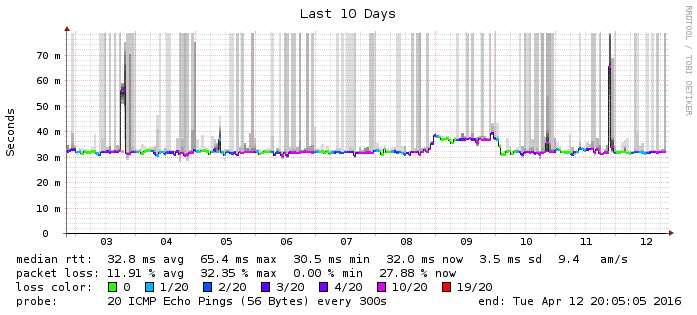 Last 10 Days
RRDTOOL / TOBI OETIKER
Seconds
70 m
60 m
50 m
40 m
30 m
20 m
10 m
0
03 04 05 06 07 08 09 10 11 12
median rtt: 32.8 ms avg 65.4 ms max 30.5 ms min 32.0 ms now 3.5 ms sd 9.4 am/s
packet loss: 11.91 % avg 32.35 % max 0.00 % min 27.88 % now
loss color: 0 1/20 2/20 3/20 4/20 10/20 19/20
probe: 20 ICMP Echo Pings (56 Bytes) every 300s end: Tue Apr 12 20:05:05 2016